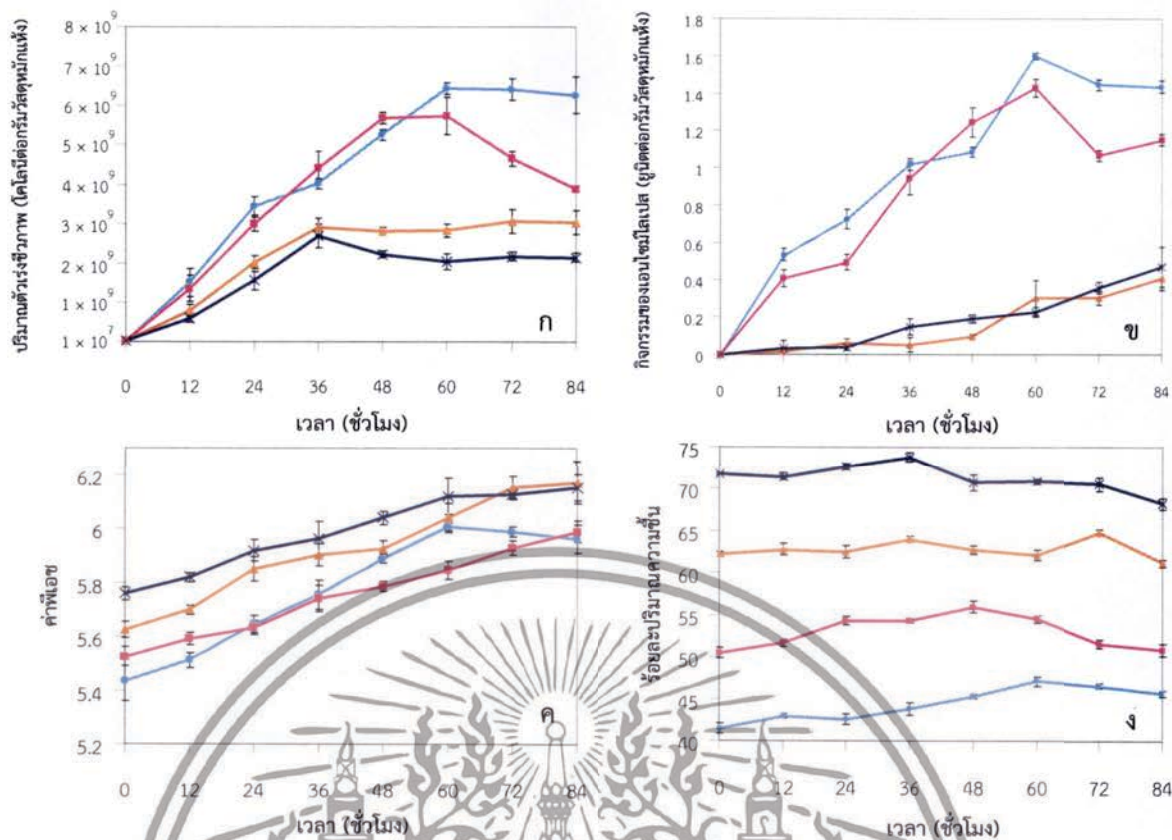 ปริมาณตัวเร่งชีวภาพ (โคโลนีต่อกรัมวัสดุหมักแห้ง)
8 × 10⁹
7 × 10⁹
6 × 10⁹
5 × 10⁹
4 × 10⁹
3 × 10⁹
2 × 10⁹
1 × 10⁹
1 × 10⁷
0 12 24 36 48 60 72 84
เวลา (ชั่วโมง)
ก
กิจกรรมของเอนไซม์ไลเปส (ยูนิตต่อกรัมวัสดุหมักแห้ง)
1.8
1.6
1.4
1.2
1
0.8
0.6
0.4
0.2
0
0 12 24 36 48 60 72 84
เวลา (ชั่วโมง)
ข
ค่าพีเอช
6.2
6
5.8
5.6
5.4
5.2
0 12 24 36 48 60 72 84
เวลา (ชั่วโมง)
ค
ร้อยละปริมาณความชื้น
75
70
65
60
55
50
45
40
0 12 24 36 48 60 72 84
เวลา (ชั่วโมง)
ง